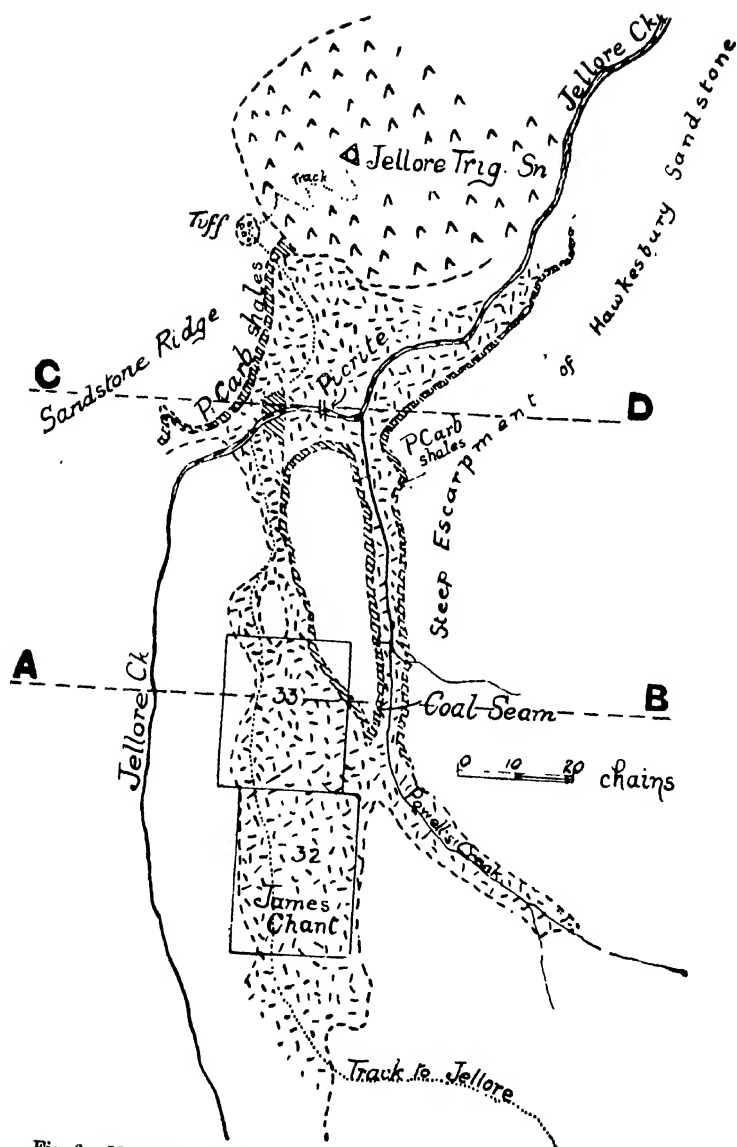 Jellore Ck
Jellore Trig. Sn
Track
Tuff
P.Carb shales
Sandstone Ridge
Picrite
Steep Escarpment of Hawkesbury Sandstone
C
D
P Carb
shales
A
B
33
Coal Seam
Jellore Ck
0 10 20 chains
Powell's Creek
32
James
Chant
Track to Jellore